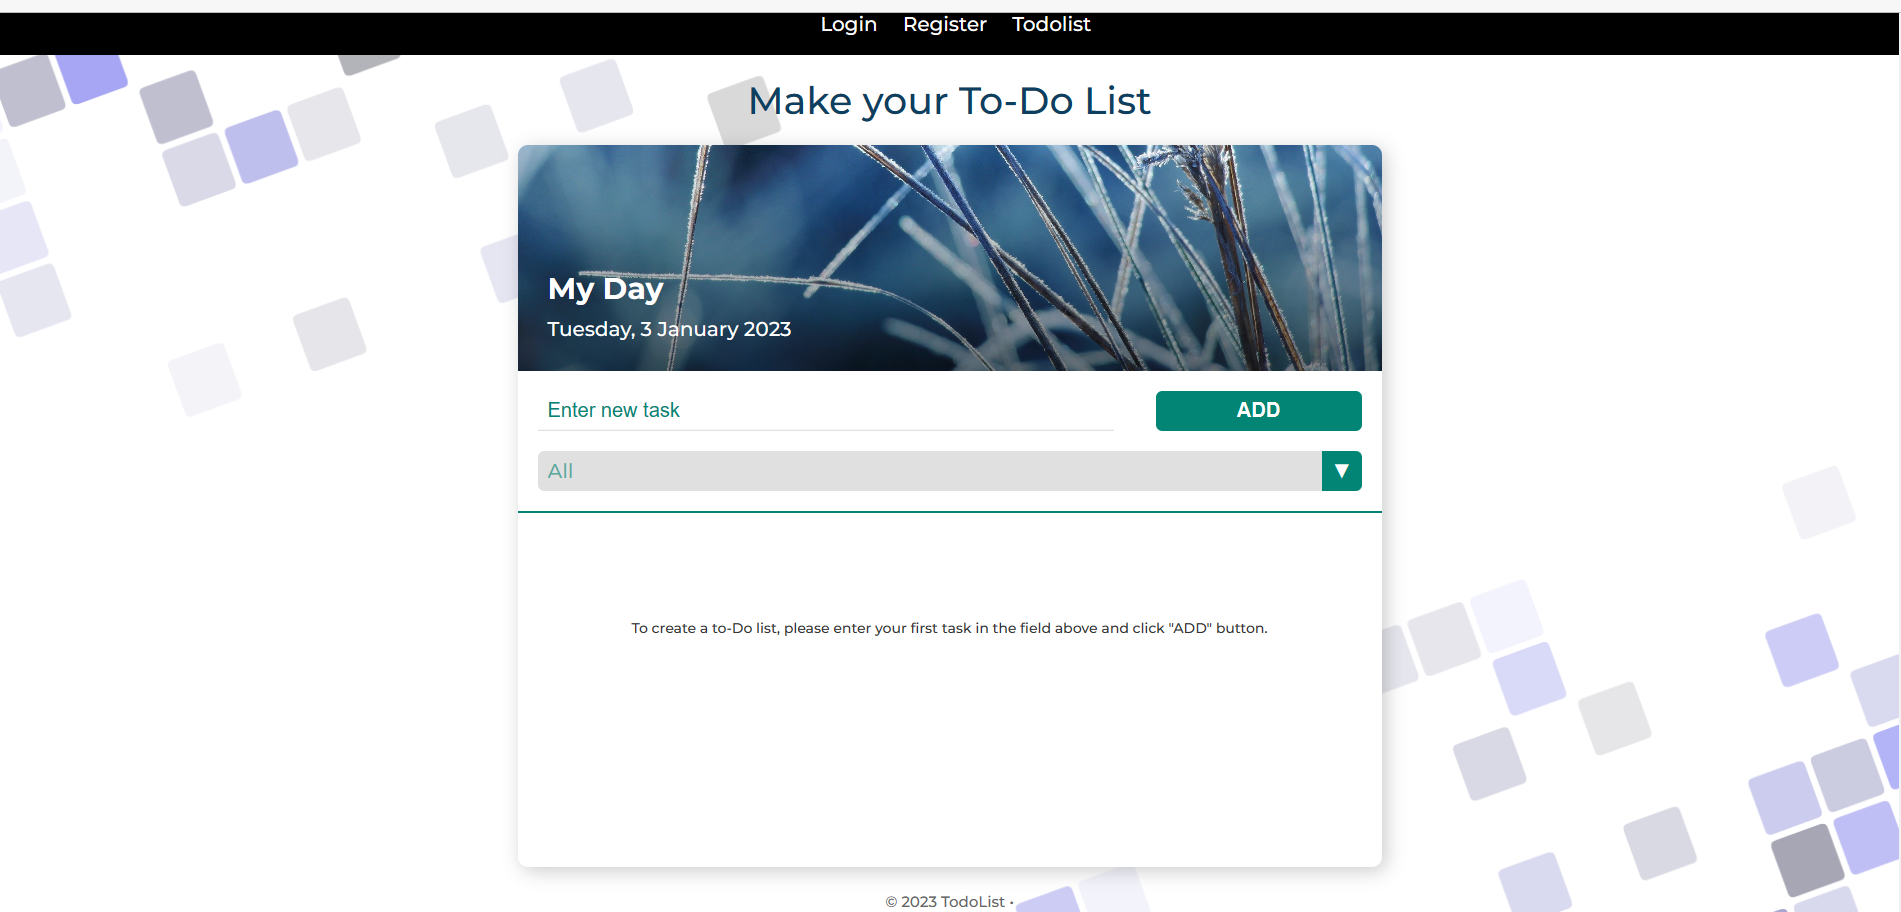 Login Register Todolist
Make your To-Do List
My Day
Tuesday, 3 January 2023
Enter new task
ADD
All
▼
To create a to-Do list, please enter your first task in the field above and click "ADD" button.
© 2023 TodoList •